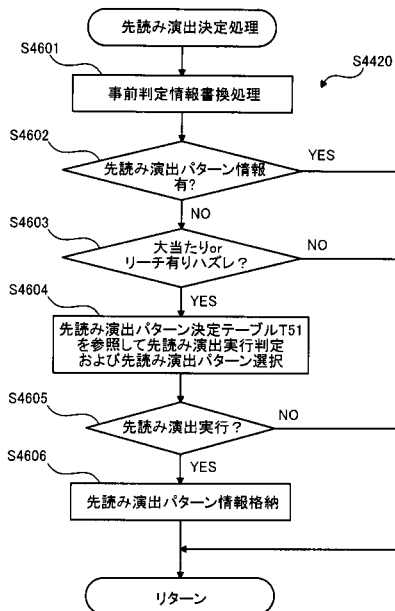 先読み演出決定処理
S4601
S4420
事前判定情報書換処理
S4602
先読み演出パターン情報
有?
YES
NO
S4603
大当たりor
リーチ有りハズレ？
NO
YES
S4604
先読み演出パターン決定テーブルT51
を参照して先読み演出実行判定
および先読み演出パターン選択
S4605
先読み演出実行？
NO
YES
S4606
先読み演出パターン情報格納
リターン